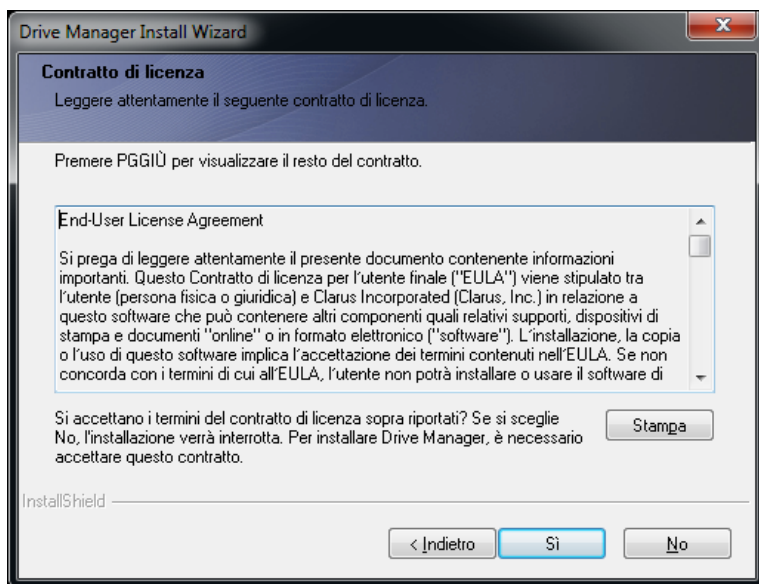 Drive Manager Install Wizard
Contratto di licenza
Leggere attentamente il seguente contratto di licenza.
Premere PGGIÙ per visualizzare il resto del contratto.
End-User License Agreement
Si prega di leggere attentamente il presente documento contenente informazioni
importanti. Questo Contratto di licenza per l´utente finale ("EULA") viene stipulato tra
l´utente (persona fisica o giuridica) e Clarus Incorporated (Clarus, Inc.) in relazione a
questo software che può contenere altri componenti quali relativi supporti, dispositivi di
stampa e documenti "online" o in formato elettronico ("software"). L´installazione, la copia
o l´uso di questo software implica l´accettazione dei termini contenuti nell´EULA. Se non
concorda con i termini di cui all´EULA, l´utente non potrà installare o usare il software di
Si accettano i termini del contratto di licenza sopra riportati? Se si sceglie
No, l'installazione verrà interrotta. Per installare Drive Manager, è necessario
accettare questo contratto.
Stampa
InstallShield
< Indietro
Sì
No